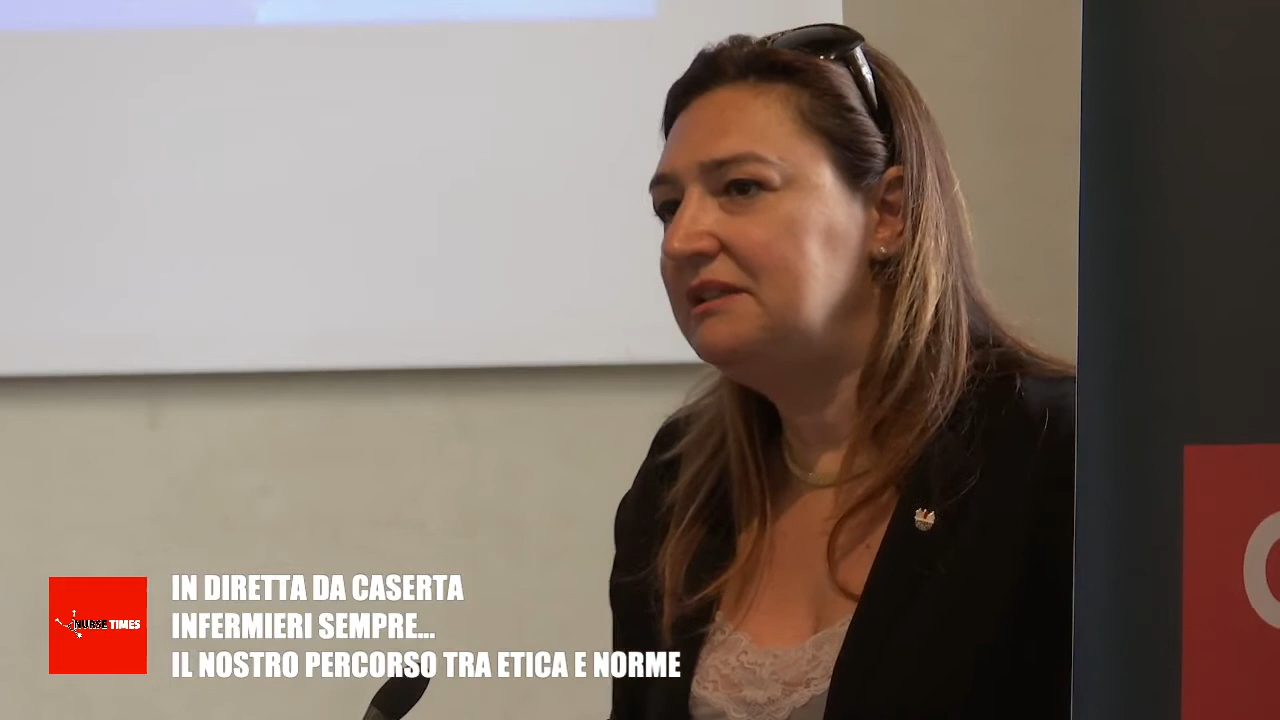 NURSE TIMES
IN DIRETTA DA CASERTA
INFERMIERI SEMPRE...
IL NOSTRO PERCORSO TRA ETICA E NORME